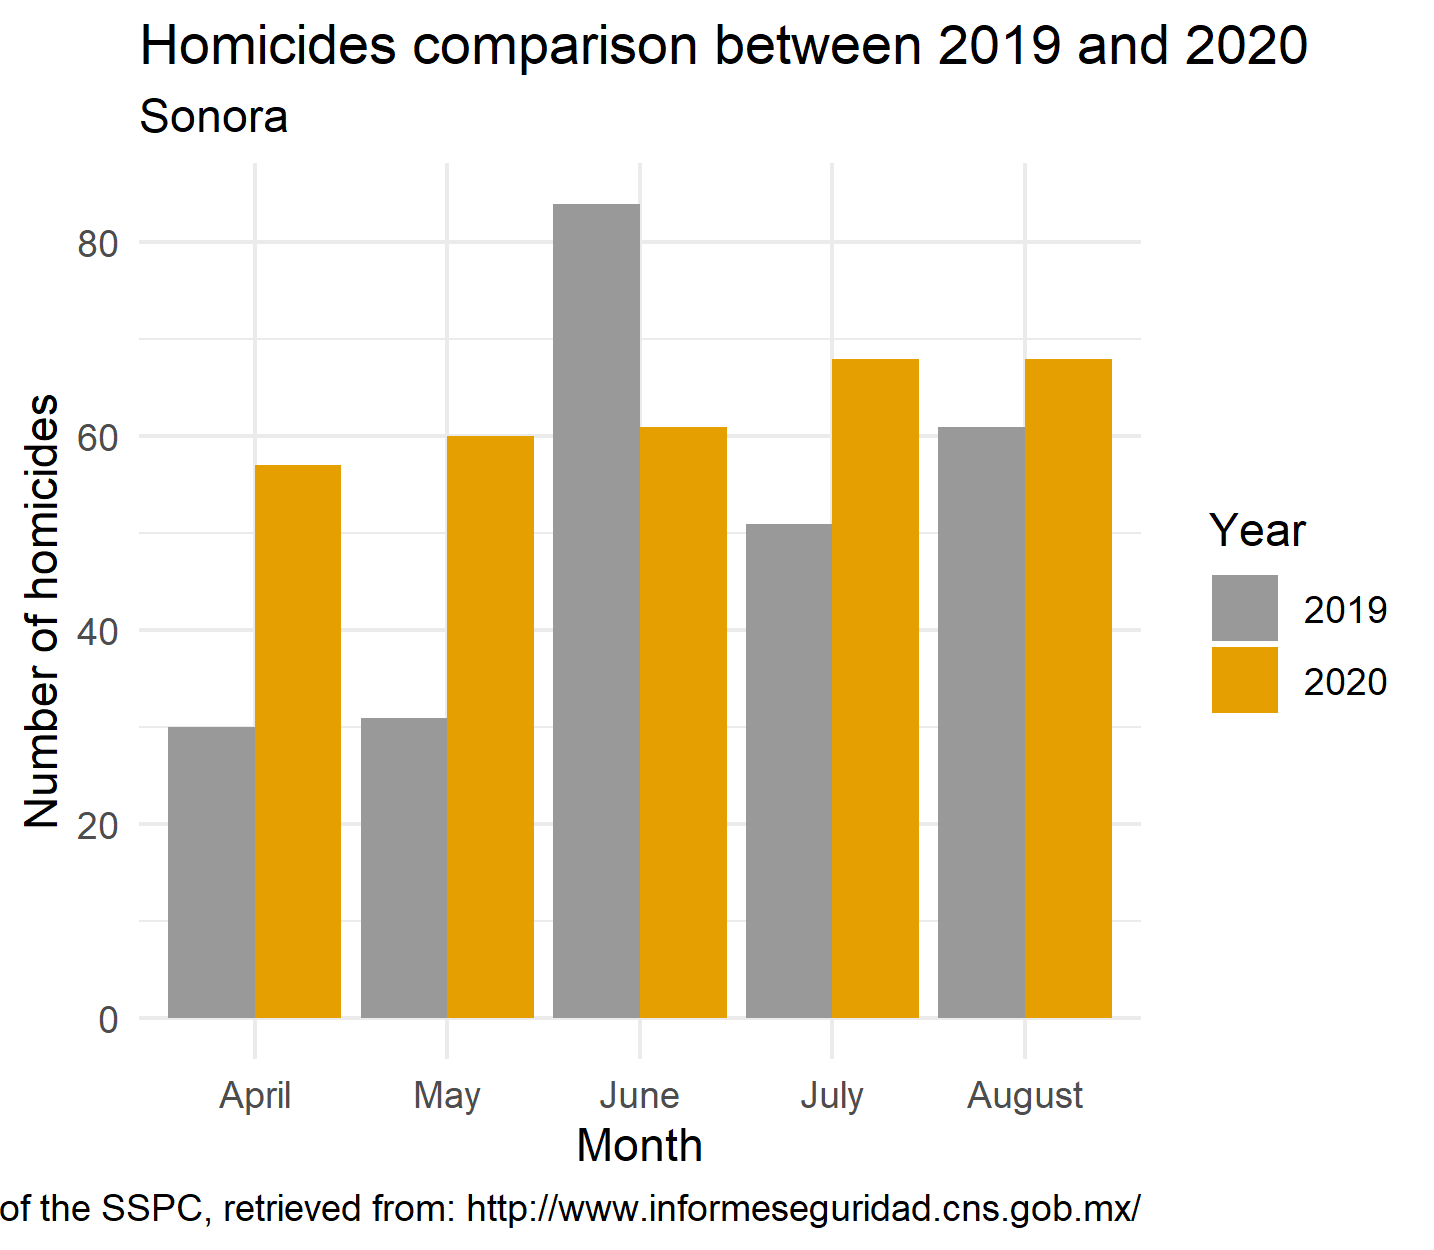 Homicides comparison between 2019 and 2020
Sonora
Number of homicides
80
60
40
20
0
April May June July August
Month
Year
2019
2020
of the SSPC, retrieved from: http://www.informeseguridad.cns.gob.mx/